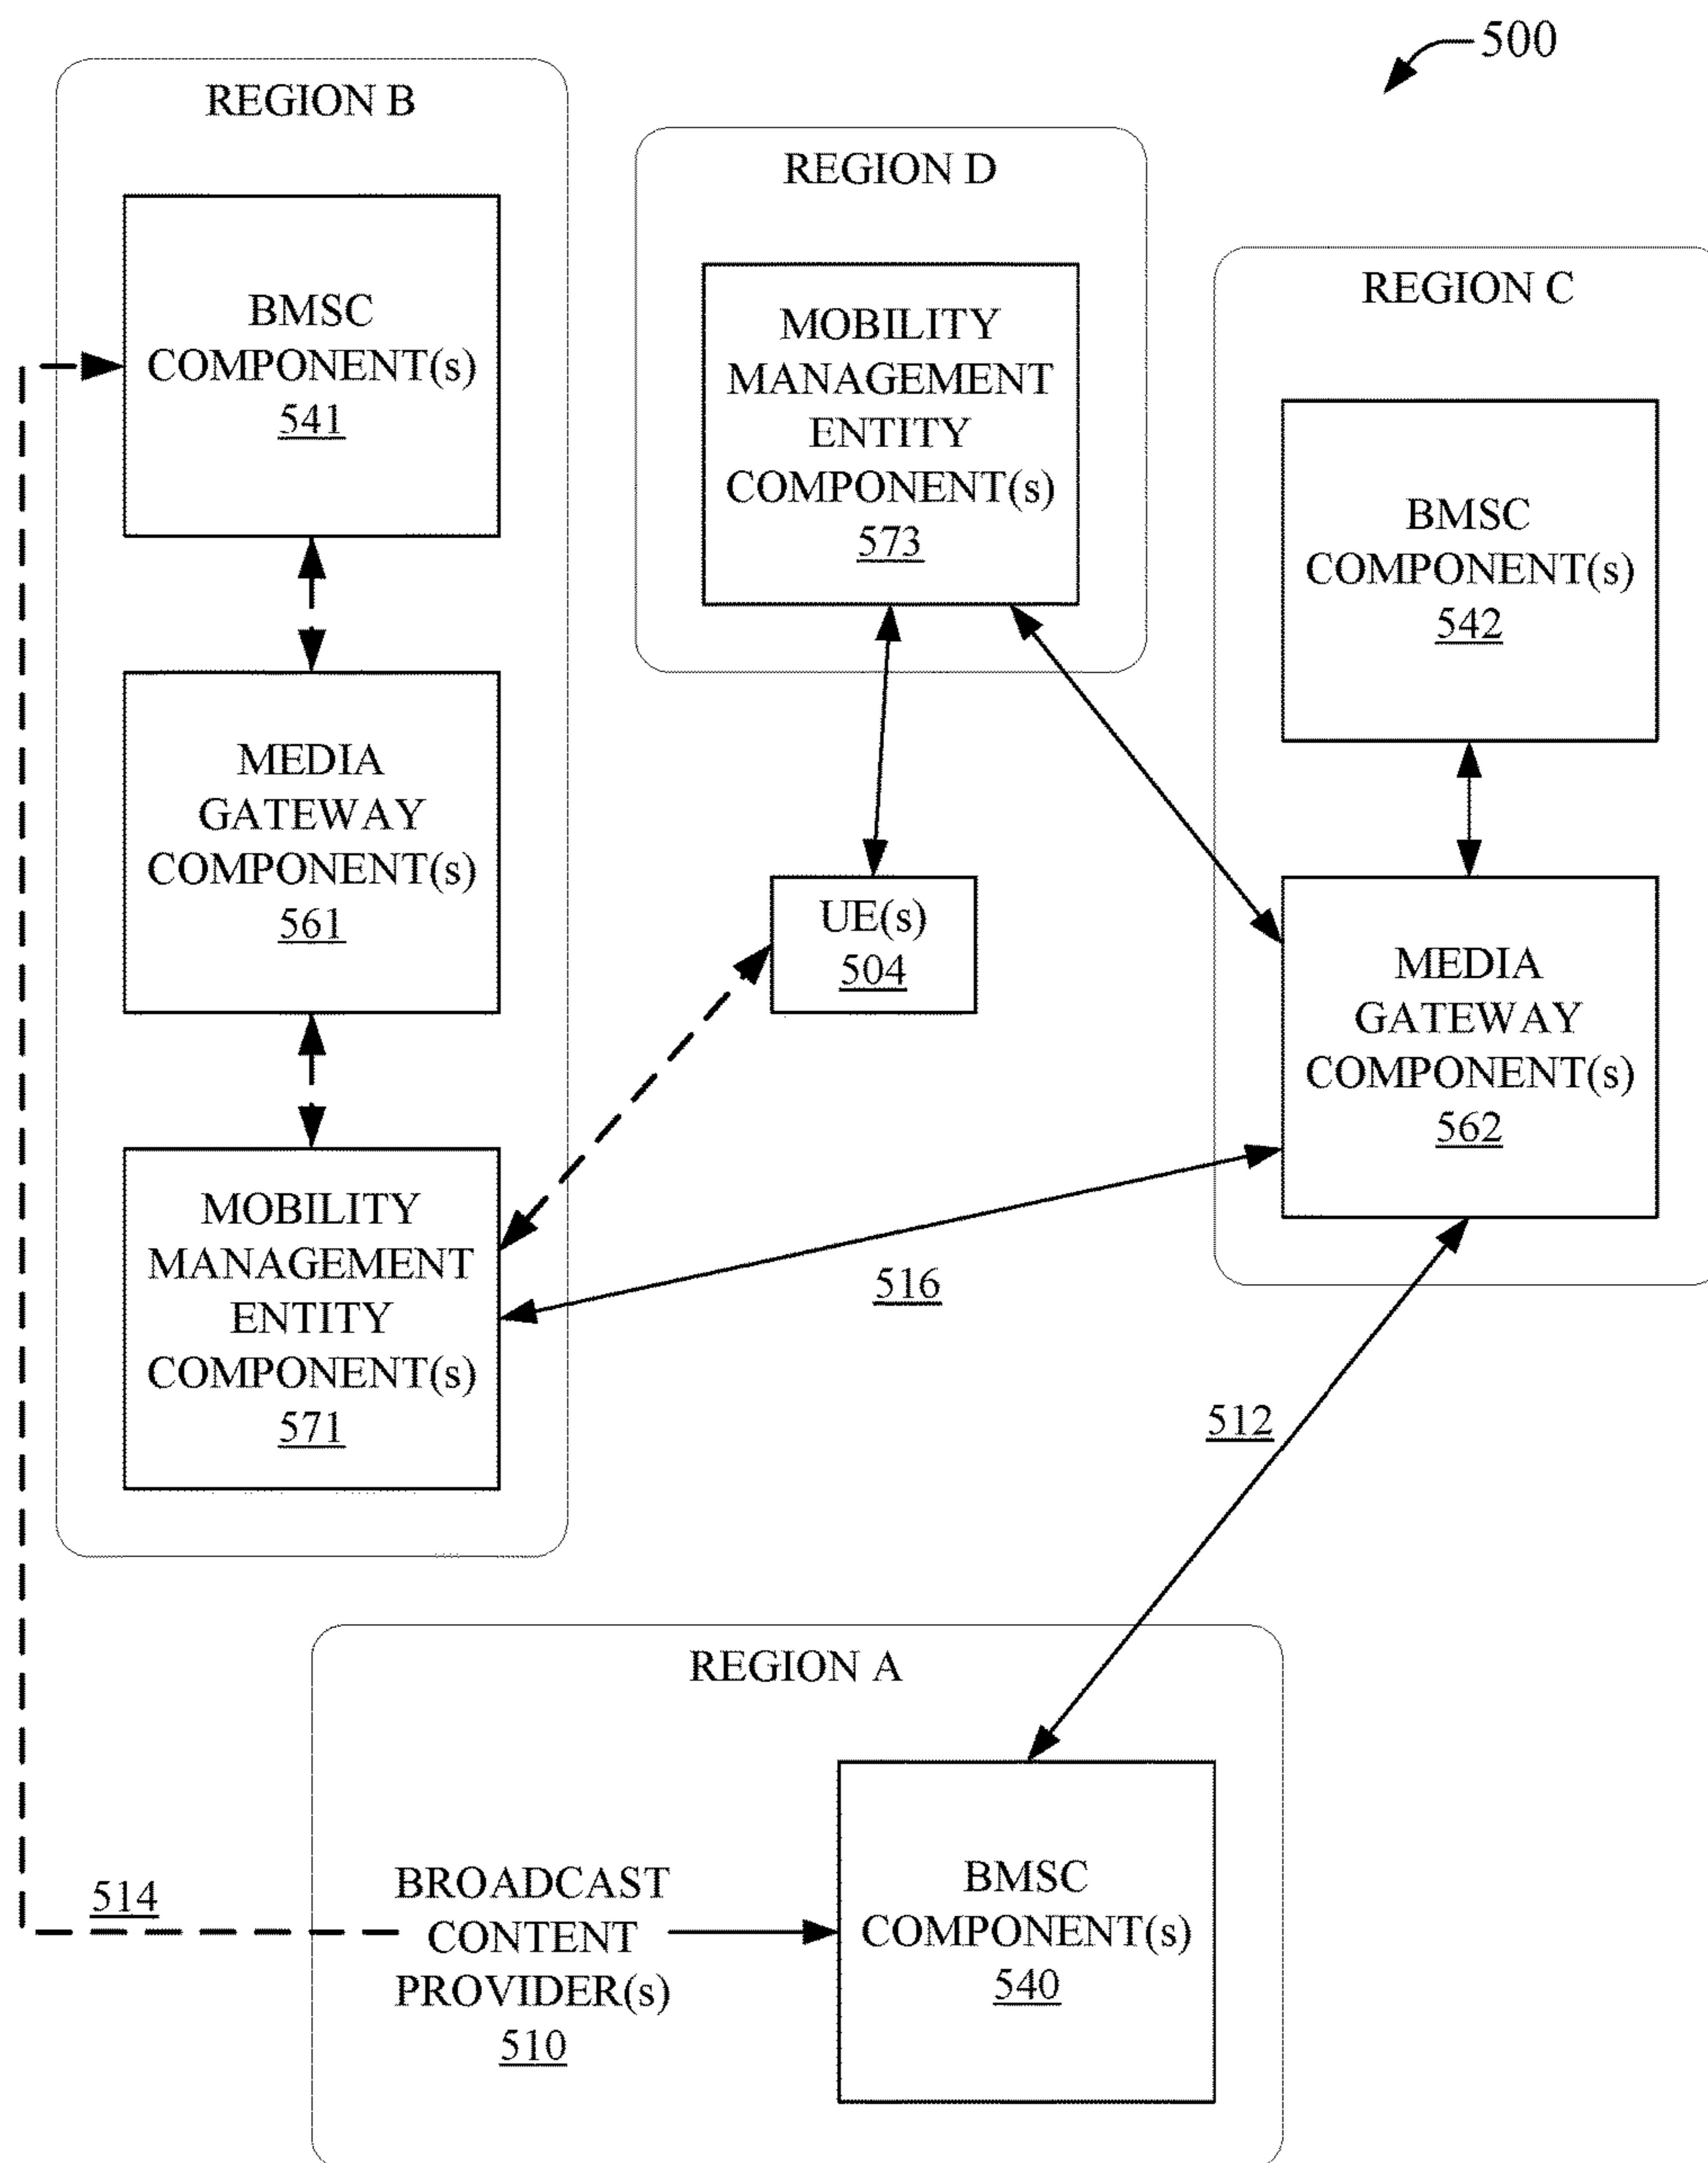 500
REGION B
BMSC
COMPONENT(s)
541
MEDIA
GATEWAY
COMPONENT(s)
561
MOBILITY
MANAGEMENT
ENTITY
COMPONENT(s)
571
REGION D
MOBILITY
MANAGEMENT
ENTITY
COMPONENT(s)
573
UE(s)
504
REGION C
BMSC
COMPONENT(s)
542
MEDIA
GATEWAY
COMPONENT(s)
562
516
512
REGION A
514
BROADCAST
CONTENT
PROVIDER(s)
510
BMSC
COMPONENT(s)
540